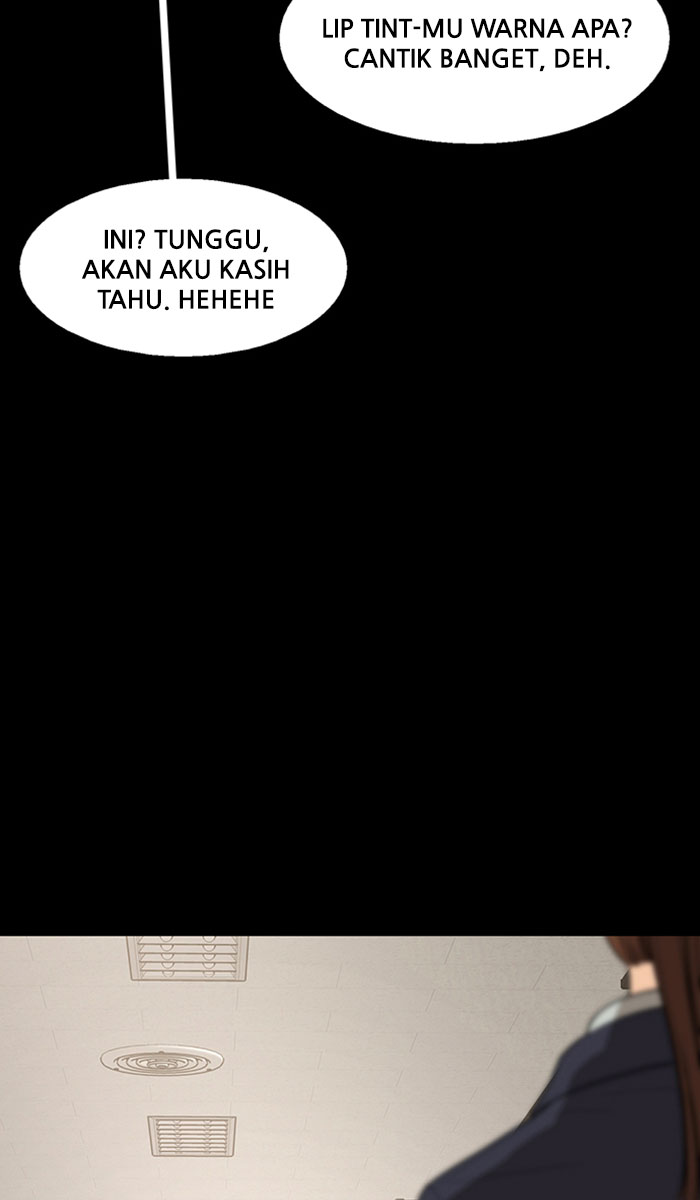 LIP TINT-MU WARNA APA?
CANTIK BANGET, DEH.
INI? TUNGGU,
AKAN AKU KASIH
TAHU. HEHEHE